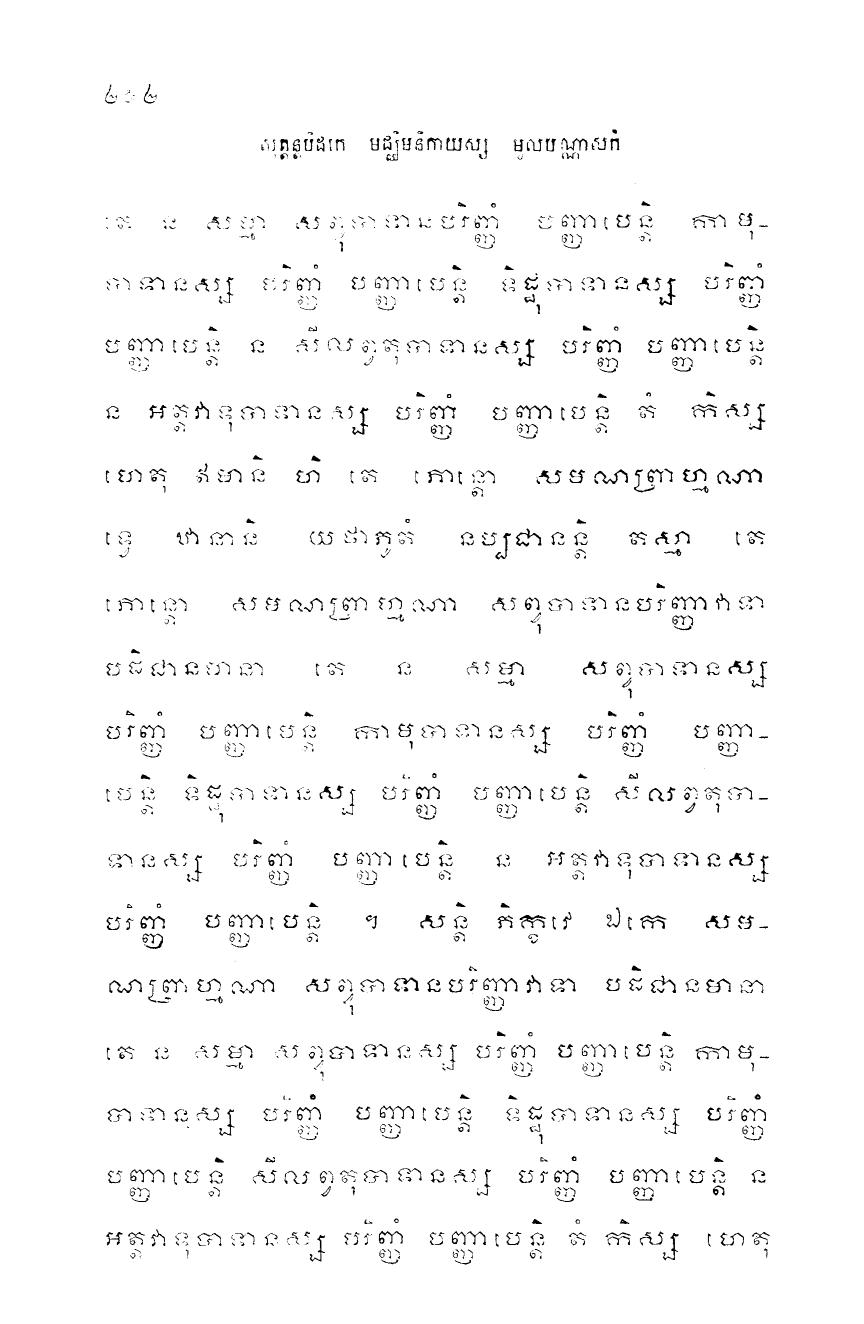 ២០២
សុត្តន្តបិដកេ មជ្ឈិមនិកាយស្ស មូលបណ្ណាសកំ
តេ ន សម្មា សព្ពុបាទានបរិញ្ញំ បញ្ញាបេន្តិ កាមុ-
បាទានស្ស បរិញ្ញំ បញ្ញាបេន្តិ ទិដ្ឋុបាទានស្ស បរិញ្ញំ
បញ្ញាបេន្តិ ន សីលព្វតុបាទានស្ស បរិញ្ញំ បញ្ញាបេន្តិ
ន អត្តវាទុបាទានស្ស បរិញ្ញំ បញ្ញាបេន្តិ តំ កិស្ស
ហេតុ ឥមានិ ហិ តេ ភោន្តោ សមណព្រាហ្មណា
ទ្វេ ឋានានិ យថាភូតំ នប្បជានន្តិ តស្មា តេ
ភោន្តោ សមណព្រាហ្មណា សព្ពុបាទានបរិញ្ញាវាទា
បដិជានមានា តេ ន សម្មា សព្ពុបាទានស្ស
បរិញ្ញំ បញ្ញាបេន្តិ កាមុបាទានស្ស បរិញ្ញំ បញ្ញា-
បេន្តិ ទិដ្ឋុបាទានស្ស បរិញ្ញំ បញ្ញាបេន្តិ សីលព្វតុបា-
ទានស្ស បរិញ្ញំ បញ្ញាបេន្តិ ន អត្តវាទុបាទានស្ស
បរិញ្ញំ បញ្ញាបេន្តិ ។ សន្តិ ភិក្ខវេ ឯកេ សម-
ណព្រាហ្មណា សព្ពុបាទានបរិញ្ញាវាទា បដិជានមានា
តេ ន សម្មា សព្ពុបាទានស្ស បរិញ្ញំ បញ្ញាបេន្តិ កាមុ-
បាទានស្ស បរិញ្ញំ បញ្ញាបេន្តិ ទិដ្ឋុបាទានស្ស បរិញ្ញំ
បញ្ញាបេន្តិ សីលព្វតុបាទានស្ស បរិញ្ញំ បញ្ញាបេន្តិ ន
អត្តវាទុបាទានស្ស បរិញ្ញំ បញ្ញាបេន្តិ តំ កិស្ស ហេតុ